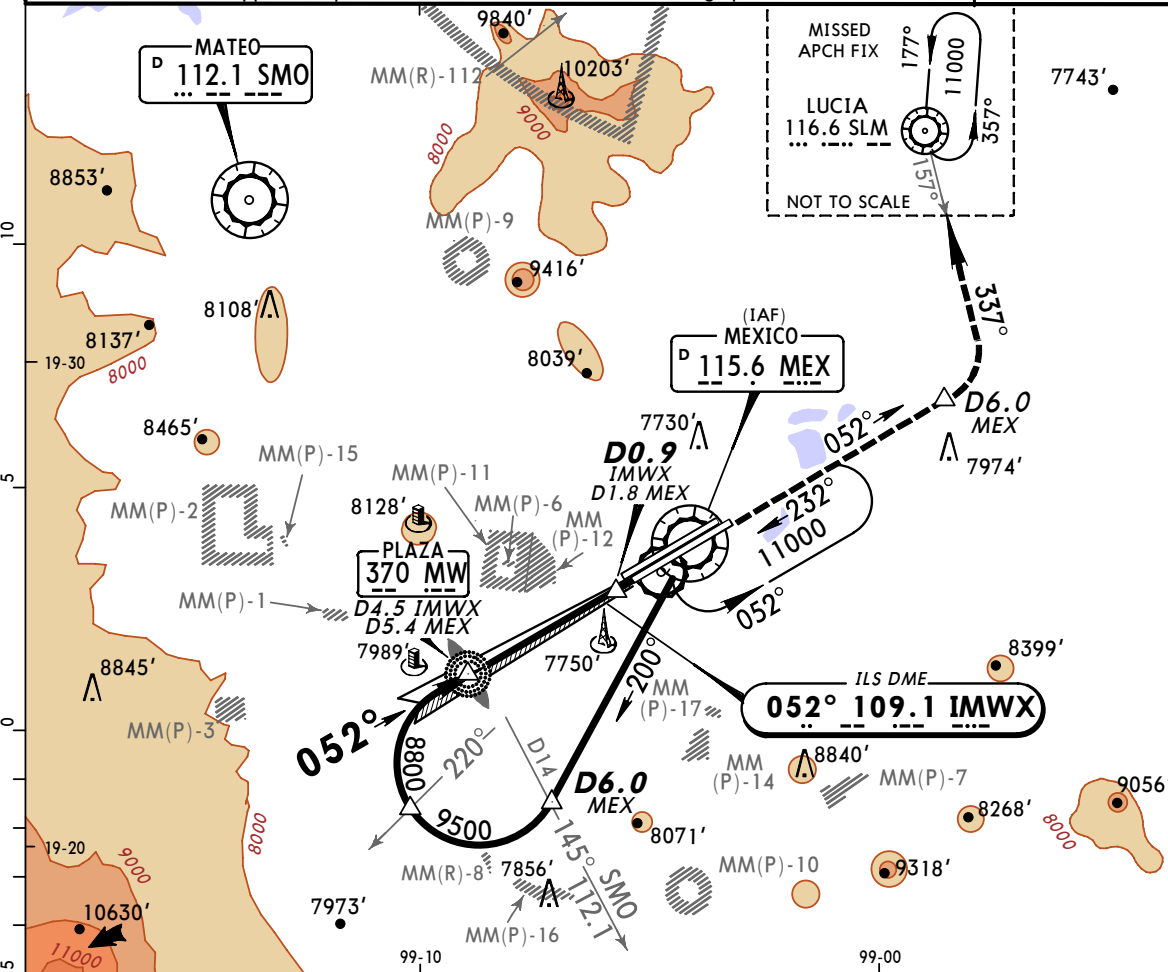 9840'
MATEO
D 112.1 SMO
MM(R)-112
10203'
9000
8000
MISSED
APCH FIX
177°
11000
357°
LUCIA
116.6 SLM
157°
NOT TO SCALE
7743'
8853'
10
MM(P)-9
9416'
337°
8108'
8137'
8000
19-30
8039'
(IAF)
MEXICO
D 115.6 MEX
D6.0
MEX
052°
7974'
8465'
7730'
D0.9
IMWX
D1.8 MEX
MM(P)-15
MM(P)-11
MM(P)-6
MM
(P)-12
5
MM(P)-2
8128'
232°
11000
052°
PLAZA
370 MW
D4.5 IMWX
D5.4 MEX
MM(P)-1
7989'
7750'
200°
8399'
8845'
MM
(P)-17
ILS DME
052° 109.1 IMWX
MM(P)-3
0
052°
8800
220°
D14
MM
(P)-14
8840'
MM(P)-7
D6.0
MEX
9500
8071'
8268'
9056'
8000
8000
19-20
9000
145° SMO
112.1
MM(R)-8
7856'
MM(P)-10
9318'
10630'
7973'
MM(P)-16
11000
5
99-10
99-00